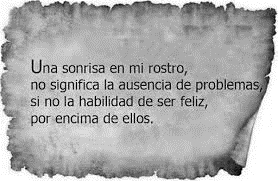 Una sonrisa en mi rostro,
no significa la ausencia de problemas,
si no la habilidad de ser feliz,
por encima de ellos.